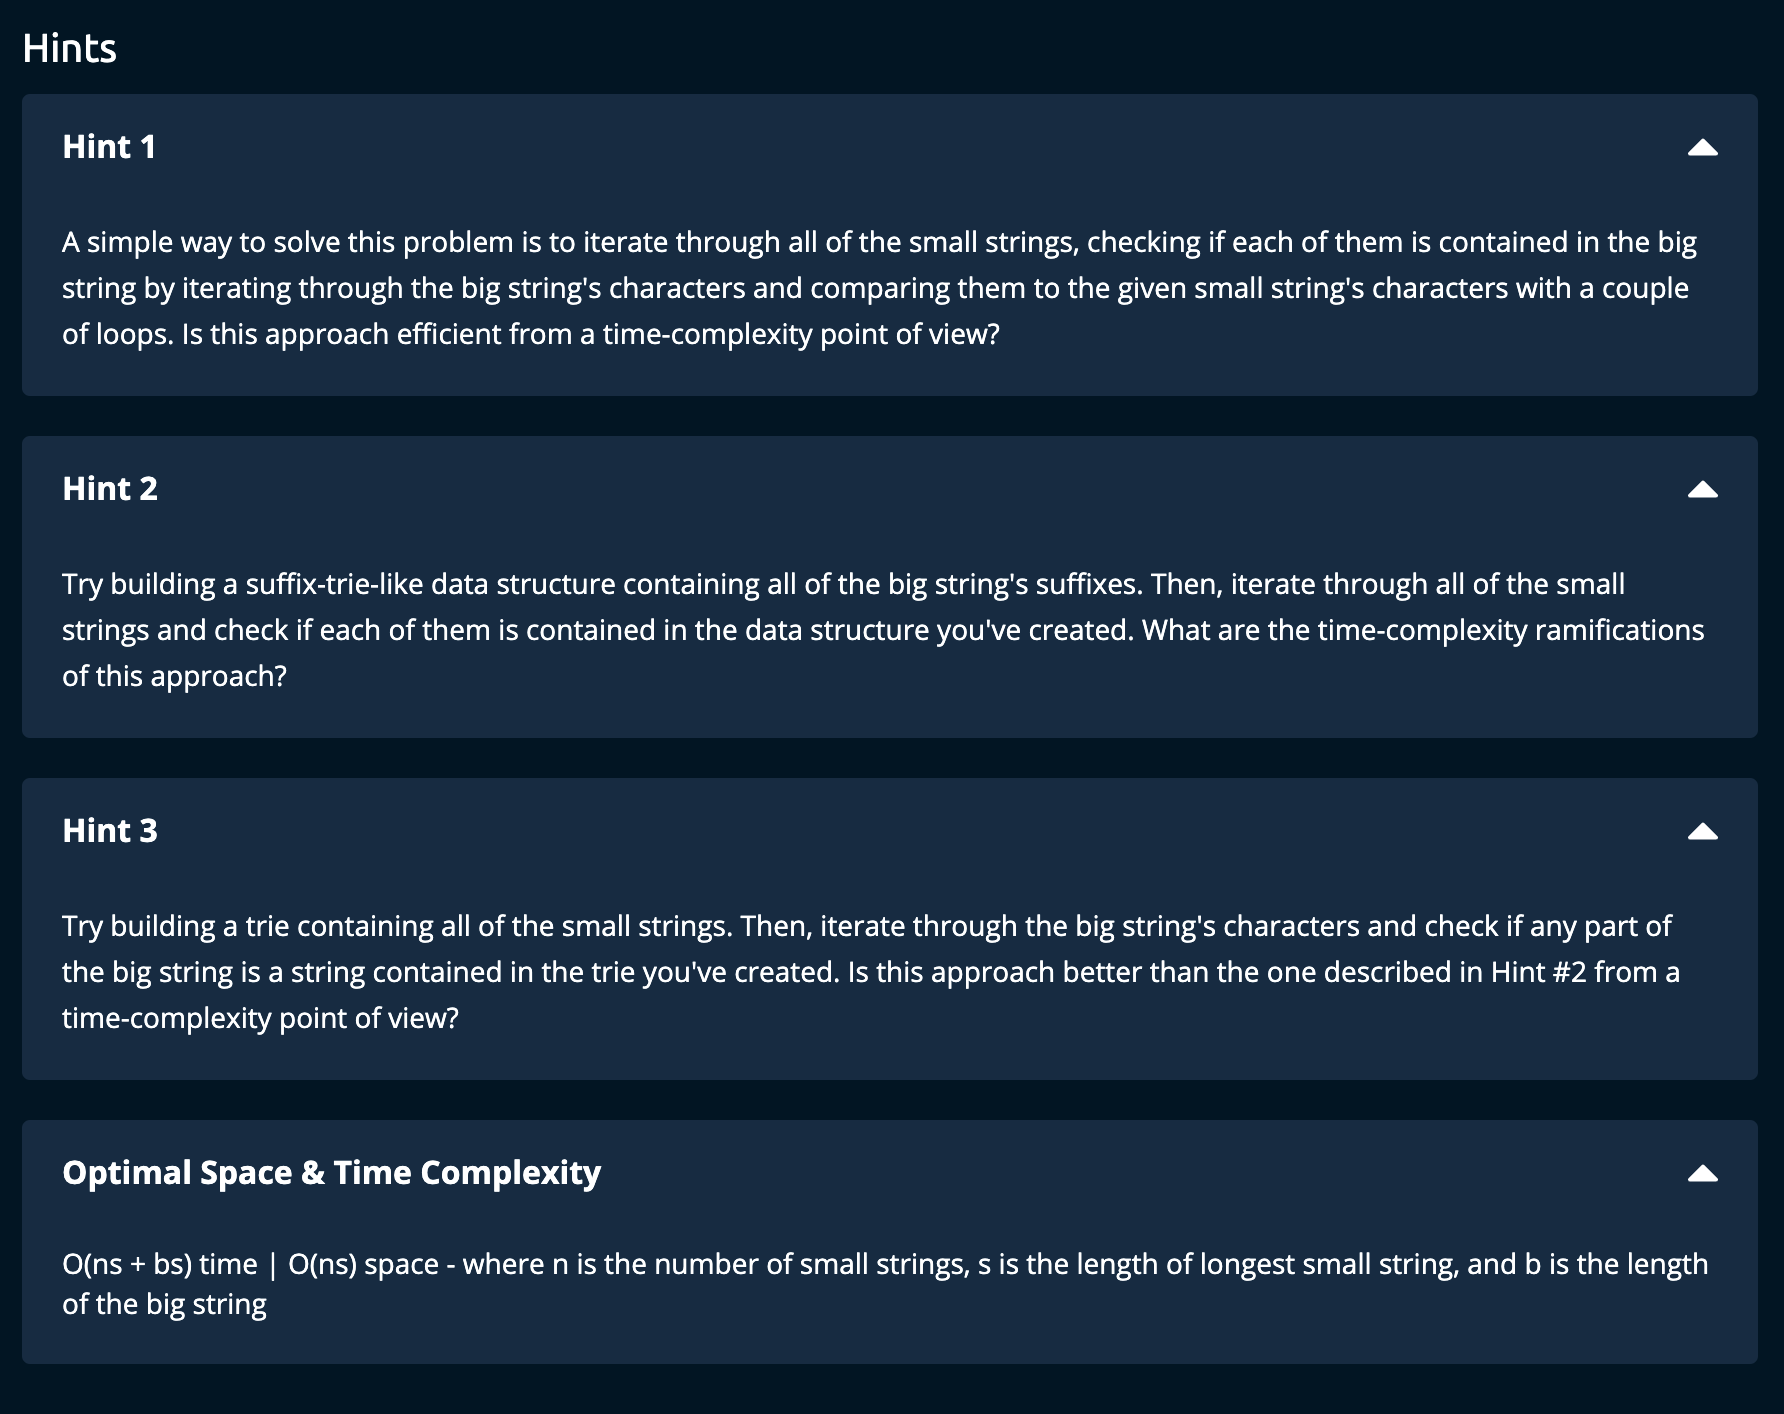 Hints
Hint 1
A simple way to solve this problem is to iterate through all of the small strings, checking if each of them is contained in the big
string by iterating through the big string's characters and comparing them to the given small string's characters with a couple
of loops. Is this approach efficient from a time-complexity point of view?
Hint 2
Try building a suffix-trie-like data structure containing all of the big string's suffixes. Then, iterate through all of the small
strings and check if each of them is contained in the data structure you've created. What are the time-complexity ramifications
of this approach?
Hint 3
Try building a trie containing all of the small strings. Then, iterate through the big string's characters and check if any part of
the big string is a string contained in the trie you've created. Is this approach better than the one described in Hint #2 from a
time-complexity point of view?
Optimal Space & Time Complexity
O(ns + bs) time | O(ns) space - where n is the number of small strings, s is the length of longest small string, and b is the length
of the big string